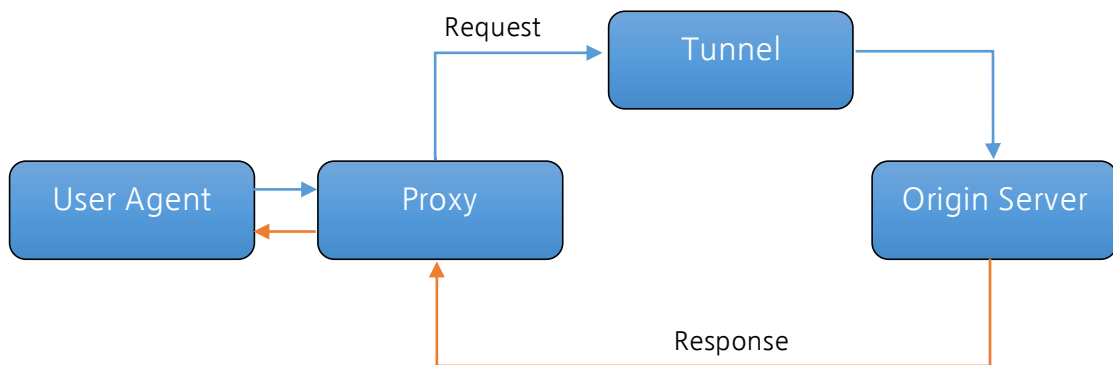 Request
Tunnel
User Agent
Proxy
Origin Server
Response